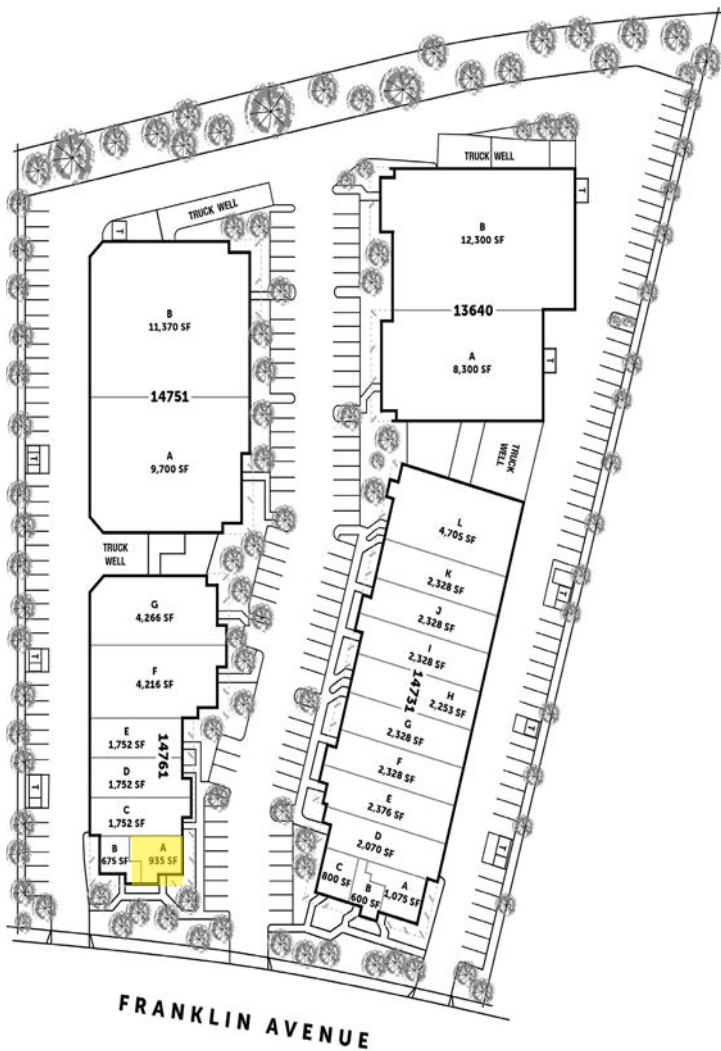 TRUCK WELL
T
B
12,300 SF
13640
A
8,300 SF
T
TRUCK WELL
T
B
11,370 SF
14751
A
9,700 SF
TRUCK
WELL
TRUCK
WELL
L
4,705 SF
K
2,328 SF
J
2,328 SF
I
2,328 SF
H
2,253 SF
14731
G
2,328 SF
F
2,328 SF
E
2,376 SF
D
2,070 SF
C
800 SF
B
600 SF
A
1,075 SF
G
4,266 SF
F
4,216 SF
E
1,752 SF
14761
D
1,752 SF
C
1,752 SF
B
675 SF
A
935 SF
T
T
T
T
T
T
FRANKLIN AVENUE